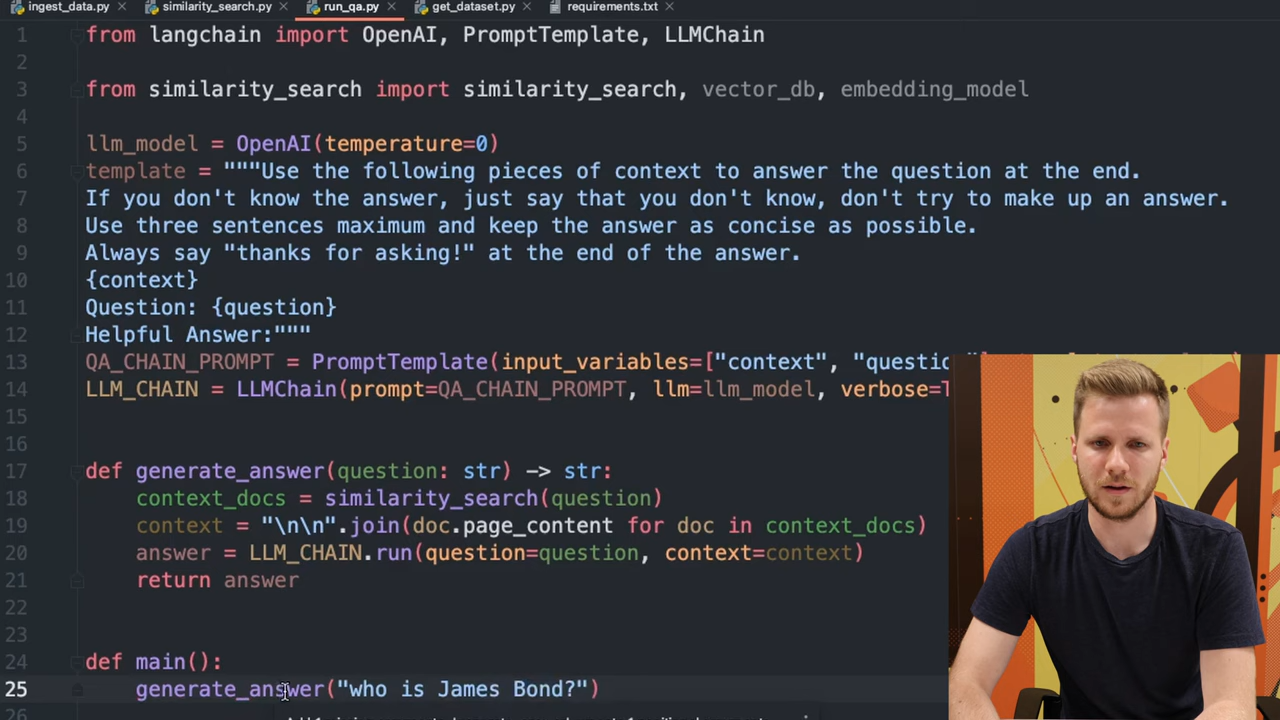 ingest_data.py similarity_search.py run_qa.py get_dataset.py requirements.txt
1 from langchain import OpenAI, PromptTemplate, LLMChain
2
3 from similarity_search import similarity_search, vector_db, embedding_model
4
5 llm_model = OpenAI(temperature=0)
6 template = """Use the following pieces of context to answer the question at the end.
7 If you don't know the answer, just say that you don't know, don't try to make up an answer.
8 Use three sentences maximum and keep the answer as concise as possible.
9 Always say "thanks for asking!" at the end of the answer.
10 {context}
11 Question: {question}
12 Helpful Answer:"""
13 QA_CHAIN_PROMPT = PromptTemplate(input_variables=["context", "questio
14 LLM_CHAIN = LLMChain(prompt=QA_CHAIN_PROMPT, llm=llm_model, verbose=T
15
16
17 def generate_answer(question: str) -> str:
18 context_docs = similarity_search(question)
19 context = "\n\n".join(doc.page_content for doc in context_docs)
20 answer = LLM_CHAIN.run(question=question, context=context)
21 return answer
22
23
24 def main():
25 generate_answer("who is James Bond?")
26